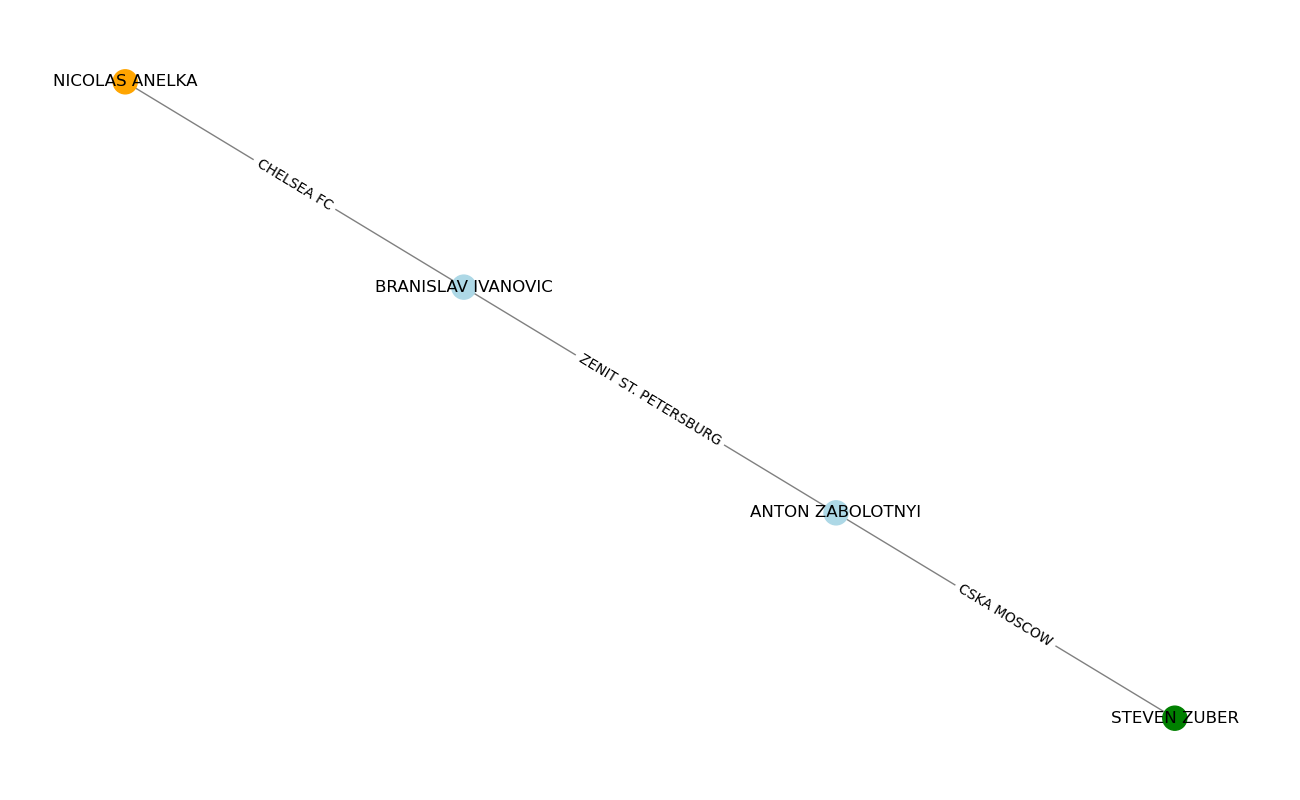 NICOLAS ANELKA
CHELSEA FC
BRANISLAV IVANOVIC
ZENIT ST. PETERSBURG
ANTON ZABOLOTNYI
CSKA MOSCOW
STEVEN ZUBER